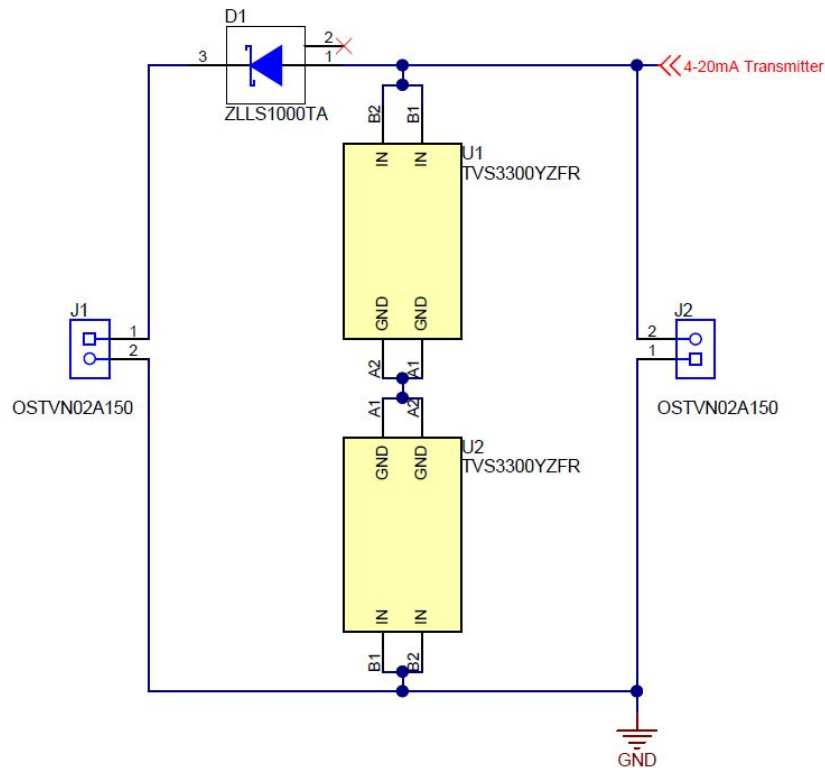 D1
2
3
1
4-20mA Transmitter
ZLLS1000TA
B2
B1
IN
IN
U1
TVS3300YZFR
GND
GND
A2
A1
J1
1
2
OSTVN02A150
J2
2
1
OSTVN02A150
A1
A2
GND
GND
U2
TVS3300YZFR
IN
IN
B1
B2
GND